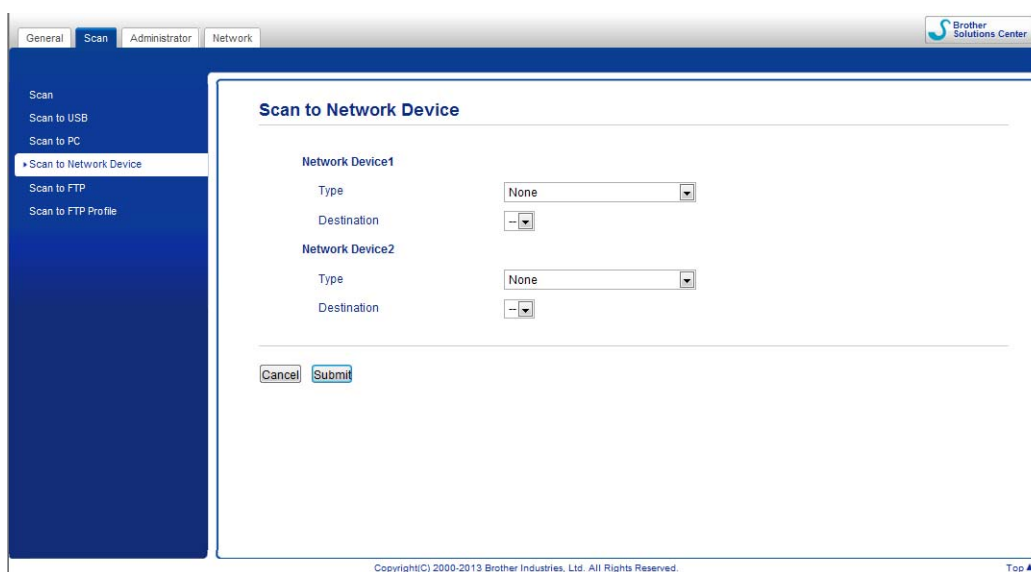 General Scan Administrator Network
Brother
Solutions Center
Scan
Scan to USB
Scan to PC
Scan to Network Device
Scan to FTP
Scan to FTP Profile
Scan to Network Device
Network Device1
Type None
Destination --
Network Device2
Type None
Destination --
Cancel Submit
Copyright(C) 2000-2013 Brother Industries, Ltd. All Rights Reserved. Top